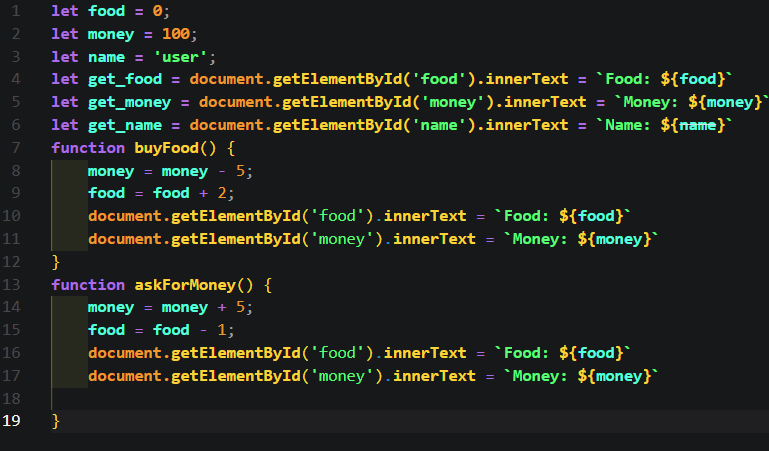 1 let food = 0;
2 let money = 100;
3 let name = 'user';
4 let get_food = document.getElementById('food').innerText = `Food: ${food}`
5 let get_money = document.getElementById('money').innerText = `Money: ${money}`
6 let get_name = document.getElementById('name').innerText = `Name: ${name}`
7 function buyFood() {
8     money = money - 5;
9     food = food + 2;
10     document.getElementById('food').innerText = `Food: ${food}`
11     document.getElementById('money').innerText = `Money: ${money}`
12 }
13 function askForMoney() {
14     money = money + 5;
15     food = food - 1;
16     document.getElementById('food').innerText = `Food: ${food}`
17     document.getElementById('money').innerText = `Money: ${money}`
18
19 }